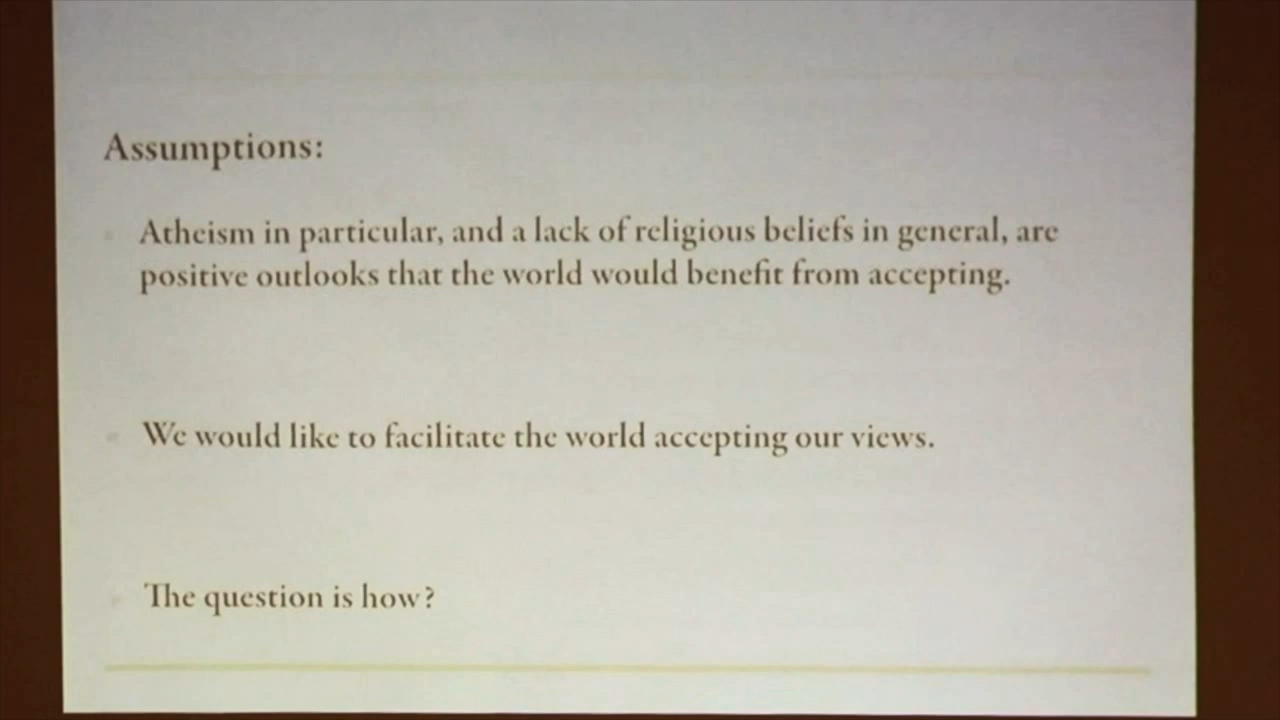 Assumptions:
Atheism in particular, and a lack of religious beliefs in general, are
positive outlooks that the world would benefit from accepting.
We would like to facilitate the world accepting our views.
The question is how?